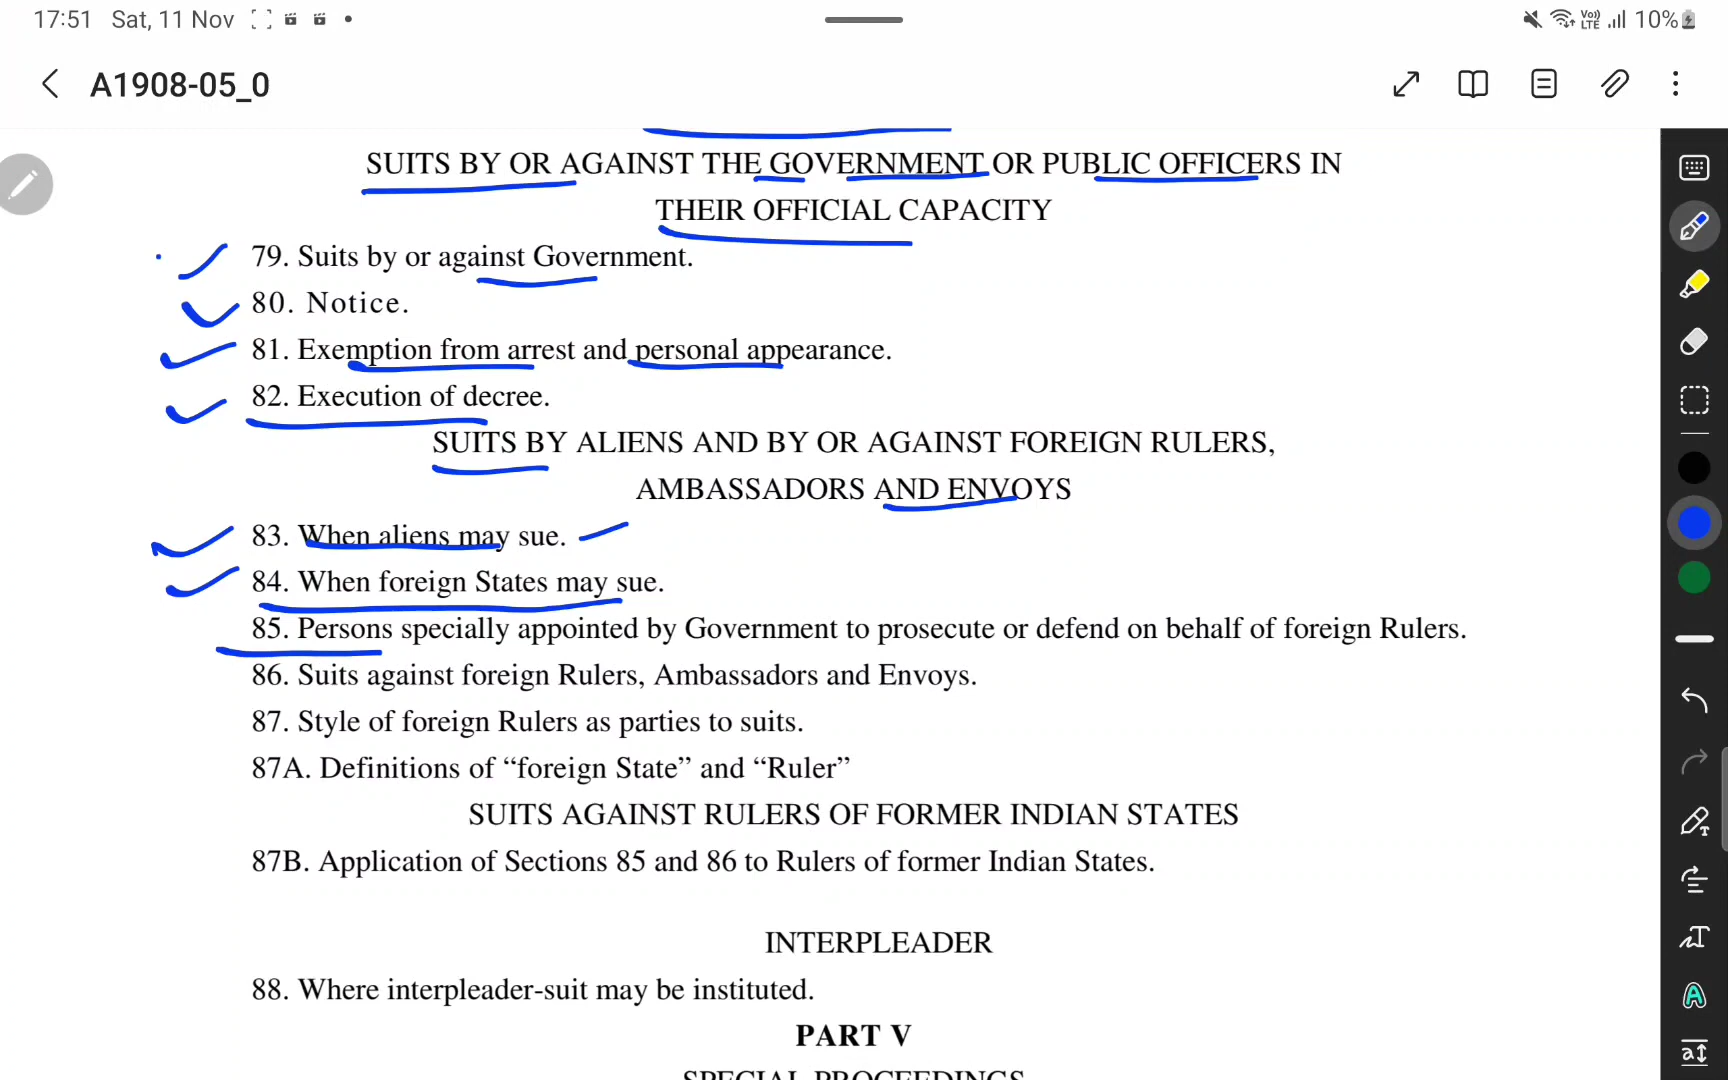 17:51 Sat, 11 Nov
Vo)) LTE 10%
A1908-05_0
SUITS BY OR AGAINST THE GOVERNMENT OR PUBLIC OFFICERS IN
THEIR OFFICIAL CAPACITY
79. Suits by or against Government.
80. Notice.
81. Exemption from arrest and personal appearance.
82. Execution of decree.
SUITS BY ALIENS AND BY OR AGAINST FOREIGN RULERS,
AMBASSADORS AND ENVOYS
83. When aliens may sue.
84. When foreign States may sue.
85. Persons specially appointed by Government to prosecute or defend on behalf of foreign Rulers.
86. Suits against foreign Rulers, Ambassadors and Envoys.
87. Style of foreign Rulers as parties to suits.
87A. Definitions of “foreign State” and “Ruler”
SUITS AGAINST RULERS OF FORMER INDIAN STATES
87B. Application of Sections 85 and 86 to Rulers of former Indian States.
INTERPLEADER
88. Where interpleader-suit may be instituted.
PART V
SPECIAL PROCEEDINGS